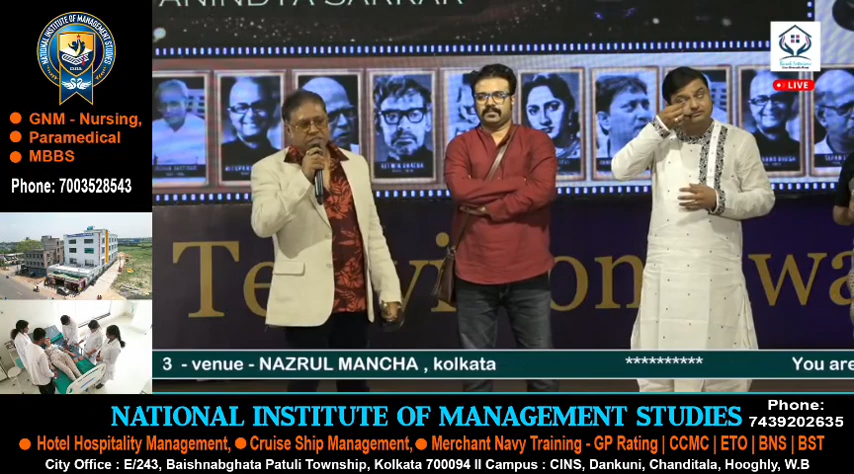 ANINDYA SARKAR
NATIONAL INSTITUTE OF MANAGEMENT STUDIES
GNM - Nursing,
Paramedical
MBBS
Phone: 7003528543
LIVE
3 - venue - NAZRUL MANCHA , kolkata ********** You are
NATIONAL INSTITUTE OF MANAGEMENT STUDIES
Phone:
7439202635
Hotel Hospitality Management, Cruise Ship Management, Merchant Navy Training - GP Rating | CCMC | ETO | BNS | BST
City Office : E/243, Baishnabghata Patuli Township, Kolkata 700094 II Campus : CINS, Dankuni, Chanditala, Hooghly, W.B